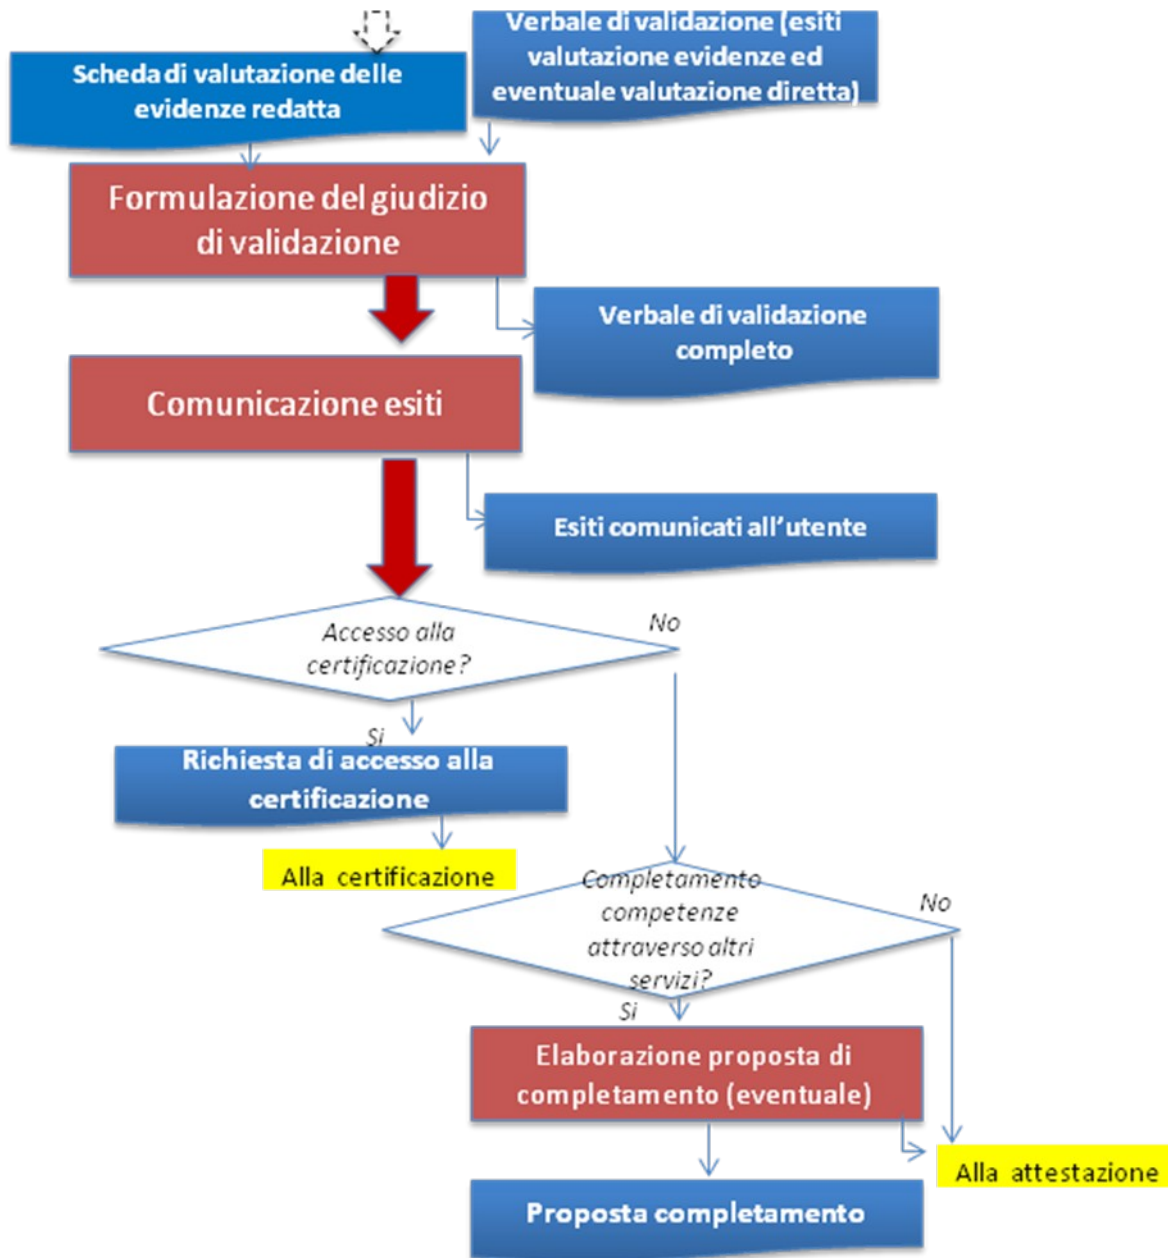 Verbale di validazione (esiti
valutazione evidenze ed
eventuale valutazione diretta)
Scheda di valutazione delle
evidenze redatta
Formulazione del giudizio
di validazione
Verbale di validazione
completo
Comunicazione esiti
Esiti comunicati all’utente
Accesso alla
certificazione?
No
Si
Richiesta di accesso alla
certificazione
Alla certificazione
Completamento
competenze
attraverso altri
servizi?
No
Si
Elaborazione proposta di
completamento (eventuale)
Alla attestazione
Proposta completamento